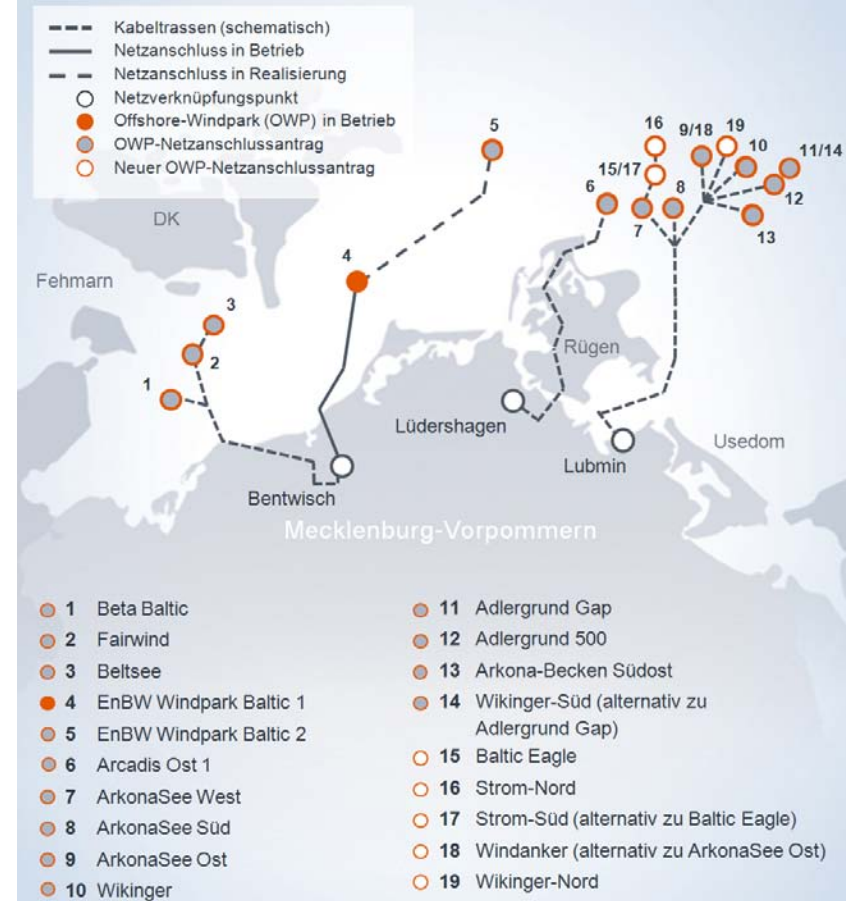 Kabeltrassen (schematisch)
Netzanschluss in Betrieb
Netzanschluss in Realisierung
Netzverknüpfungspunkt
Offshore-Windpark (OWP) in Betrieb
OWP-Netzanschlussantrag
Neuer OWP-Netzanschlussantrag
5
16
9/18
19
10
11/14
15/17
6
8
12
7
13
DK
4
Fehmarn
3
2
1
Rügen
Lüdershagen
Usedom
Lubmin
Bentwisch
Mecklenburg-Vorpommern
1 Beta Baltic
2 Fairwind
3 Beltsee
4 EnBW Windpark Baltic 1
5 EnBW Windpark Baltic 2
6 Arcadis Ost 1
7 ArkonaSee West
8 ArkonaSee Süd
9 ArkonaSee Ost
10 Wikinger
11 Adlergrund Gap
12 Adlergrund 500
13 Arkona-Becken Südost
14 Wikinger-Süd (alternativ zu
Adlergrund Gap)
15 Baltic Eagle
16 Strom-Nord
17 Strom-Süd (alternativ zu Baltic Eagle)
18 Windanker (alternativ zu ArkonaSee Ost)
19 Wikinger-Nord